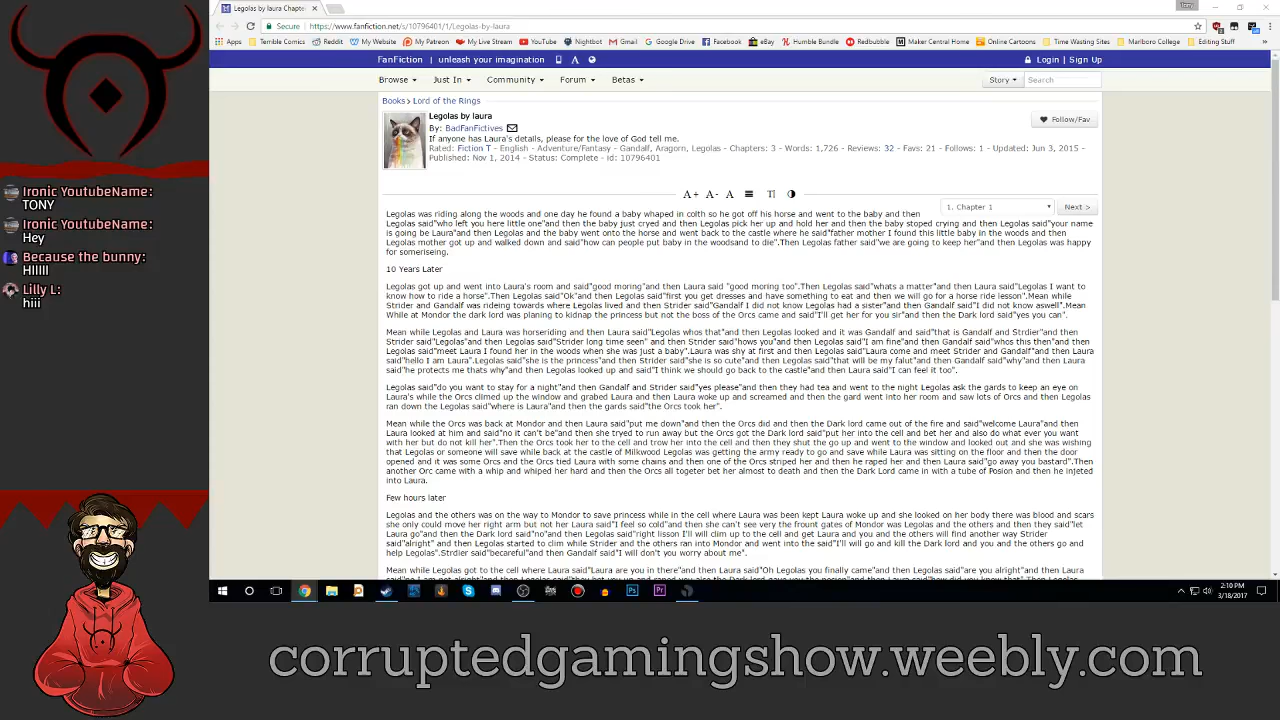 Legolas by laura Chapte
Tony
Secure
https://www.fanfiction.net/s/10796401/1/Legolas-by-laura
Apps
Terrible Comics
Reddit
My Website
My Patreon
My Live Stream
YouTube
Nightbot
Gmail
Google Drive
Facebook
eBay
Humble Bundle
Redbubble
Maker Central Home
Online Cartoons
Time Wasting Sites
Marlboro College
Editing Stuff
FanFiction | unleash your imagination
Login | Sign Up
Browse
Just In
Community
Forum
Betas
Story
Search
Books > Lord of the Rings
Legolas by laura
By: BadFanFictives
Follow/Fav
If anyone has Laura's details, please for the love of God tell me.
Rated: Fiction T - English - Adventure/Fantasy - Gandalf, Aragorn, Legolas - Chapters: 3 - Words: 1,726 - Reviews: 32 - Favs: 21 - Follows: 1 - Updated: Jun 3, 2015 -
Published: Nov 1, 2014 - Status: Complete - id: 10796401
A+ A- A
1. Chapter 1
Next >
Legolas was riding along the woods and one day he found a baby whaped in colth so he got off his horse and went to the baby and then
Legolas said"who left you here little one"and then the baby just cryed and then Legolas pick her up and hold her and then the baby stoped crying and then Legolas said"your name
is going be Laura"and then Legolas and the baby went onto the horse and went back to the castle where he said"father mother I found this little baby in the woods and then
Legolas mother got up and walked down and said"how can people put baby in the woodsand to die".Then Legolas father said"we are going to keep her"and then Legolas was happy
for someriseing.
10 Years Later
Legolas got up and went into Laura's room and said"good moring"and then Laura said "good moring too".Then Legolas said"whats a matter"and then Laura said"Legolas I want to
know how to ride a horse".Then Legolas said"Ok"and then Legolas said"first you get dresses and have something to eat and then we will go for a horse ride lesson".Mean while
Strider and Gandalf was riding towards where Legolas lived and then Strider said"Gandalf I did not know Legolas had a sister"and then Gandalf said"I did not know aswell".Mean
While at Mondor the dark lord was planing to kidnap the princess but not the boss of the Orcs came and said"I'll get her for you sir"and then the Dark lord said"yes you can".
Mean while Legolas and Laura was horseriding and then Laura said"Legolas whos that"and then Legolas looked and it was Gandalf and said"that is Gandalf and Strdier"and then
Strider said"Legolas"and then Legolas said"Strider long time seen" and then Strider said"hows you"and then Legolas said"I am fine"and then Gandalf said"whos this then"and then
Legolas said"meet Laura I found her in the woods when she was just a baby".Laura was shy at first and then Legolas said"Laura come and meet Strider and Gandalf"and then Laura
said"hello I am Laura".Legolas said"she is the princess"and then Strider said"she is so cute"and then Legolas said"that will be my falut"and then Gandalf said"why"and then Laura
said"he protects me thats why"and then Legolas looked up and said"I think we should go back to the castle"and then Laura said"I can feel it too".
Legolas said"do you want to stay for a night"and then Gandalf and Strider said"yes please"and then they had tea and went to the night Legolas ask the gards to keep an eye on
Laura's while the Orcs climed up the window and grabed Laura and then Laura woke up and screamed and then the gard went into her room and saw lots of Orcs and then Legolas
ran down the Legolas said"where is Laura"and then the gards said"the Orcs took her".
Mean while the Orcs was back at Mondor and then Laura said"put me down"and then the Orcs did and then the Dark lord came out of the fire and said"welcome Laura"and then
Laura looked at him and said"no it can't be"and then she tryed to run away but the Orcs got the Dark lord said"put her into the cell and bet her and also do what ever you want
with her but do not kill her".Then the Orcs took her to the cell and trow her into the cell and then they shut the go up and went to the window and looked out and she was wishing
that Legolas or someone will save while back at the castle of Milkwood Legolas was getting the army ready to go and save while Laura was sitting on the floor and then the door
opened and it was some Orcs and the Orcs tied Laura with some chains and then one of the Orcs striped her and then he raped her and then Laura said"go away you bastard".Then
another Orc came with a whip and whiped her hard and then the Orcs all togeter bet her almost to death and then the Dark Lord came in with a tube of Posion and then he injeted
into Laura.
Few hours later
Legolas and the others was on the way to Mondor to save princess while in the cell where Laura was been kept Laura woke up and she looked on her body there was blood and scars
she only could move her right arm but not her Laura said"I feel so cold"and then she can't see very the frount gates of Mondor was Legolas and the others and then they said"let
Laura go"and then the Dark lord said"no"and and you said"right lisson I'll clim up to the cell and get Laura and you and the others will find another way Strider
said"alright" and then Legolas started to clim while Strider and the others ran into Mondor and went into the said"I'll will go and kill the Dark lord and you and the others go and
help Legolas".Strdier said"becareful"and then Gandalf said"I will don't you worry about me".
Mean while Legolas got to the cell where Laura said"Laura are you in there"and then Laura said"Oh Legolas you finally came"and then Legolas said"are you alright"and then Laura
Ironic YoutubeName:
TONY
Ironic YoutubeName:
Hey
Because the bunny:
HIIIII
Lilly L:
hiii
2:10 PM
3/18/2017
corruptedgamingshow.weebly.com